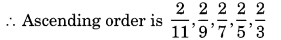 ∴ Ascending order is 2/11, 2/9, 2/7, 2/5, 2/3